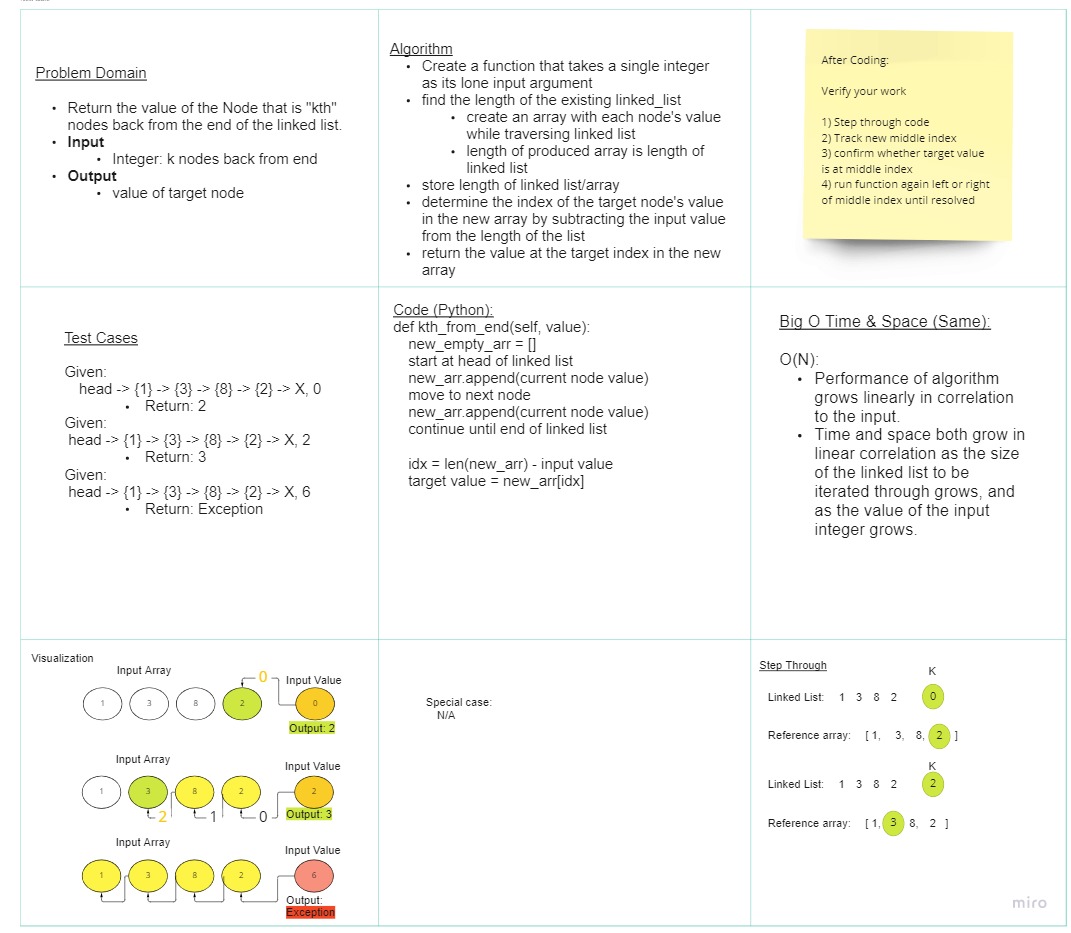 Problem Domain
• Return the value of the Node that is "kth"
nodes back from the end of the linked list.
• Input
• Integer: k nodes back from end
• Output
• value of target node
Algorithm
• Create a function that takes a single integer
as its lone input argument
• find the length of the existing linked_list
• create an array with each node's value
while traversing linked list
• length of produced array is length of
linked list
• store length of linked list/array
• determine the index of the target node's value
in the new array by subtracting the input value
from the length of the list
• return the value at the target index in the new
array
After Coding:
Verify your work
1) Step through code
2) Track new middle index
3) confirm whether target value
is at middle index
4) run function again left or right
of middle index until resolved
Test Cases
Given:
head -> {1} -> {3} -> {8} -> {2} -> X, 0
• Return: 2
Given:
head -> {1} -> {3} -> {8} -> {2} -> X, 2
• Return: 3
Given:
head -> {1} -> {3} -> {8} -> {2} -> X, 6
• Return: Exception
Code (Python):
def kth_from_end(self, value):
new_empty_arr = []
start at head of linked list
new_arr.append(current node value)
move to next node
new_arr.append(current node value)
continue until end of linked list
idx = len(new_arr) - input value
target value = new_arr[idx]
Big O Time & Space (Same):
O(N):
• Performance of algorithm
grows linearly in correlation
to the input.
• Time and space both grow in
linear correlation as the size
of the linked list to be
iterated through grows, and
as the value of the input
integer grows.
Visualization
Input Array
0
Input Value
1 3 8 2 0
Output: 2
Input Array
Input Value
1 3 8 2 2
2 1 0
Output: 3
Input Array
Input Value
1 3 8 2 6
Output:
Exception
Special case:
N/A
Step Through
K
Linked List: 1 3 8 2 0
Reference array: [ 1, 3, 8, 2 ]
K
Linked List: 1 3 8 2 2
Reference array: [ 1, 3 8, 2 ]
miro